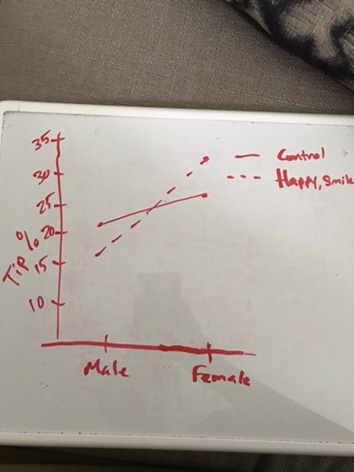 35
30
25
20
15
10
Tip %
Control
Happy, Smile
Male
Female